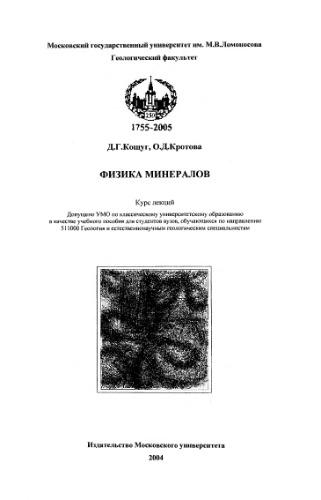 Московский государственный университет им. М.В.Ломоносова
Геологический факультет
250
1755-2005
Д.Г.Кощуг, О.Д.Кротова
ФИЗИКА МИНЕРАЛОВ
Курс лекций
Допущено УМО по классическому университетскому образованию
в качестве учебного пособия для студентов вузов, обучающихся по направлению
511000 Геология и естественнонаучным геологическим специальностям
Издательство Московского университета
2004